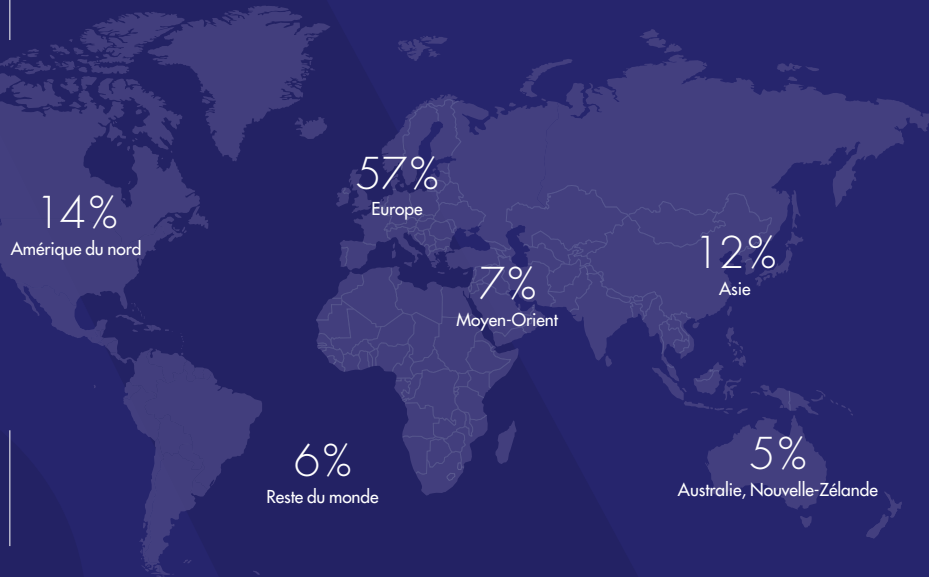 57%
Europe
14%
Amérique du nord
12%
Asie
7%
Moyen-Orient
6%
Reste du monde
5%
Australie, Nouvelle-Zélande